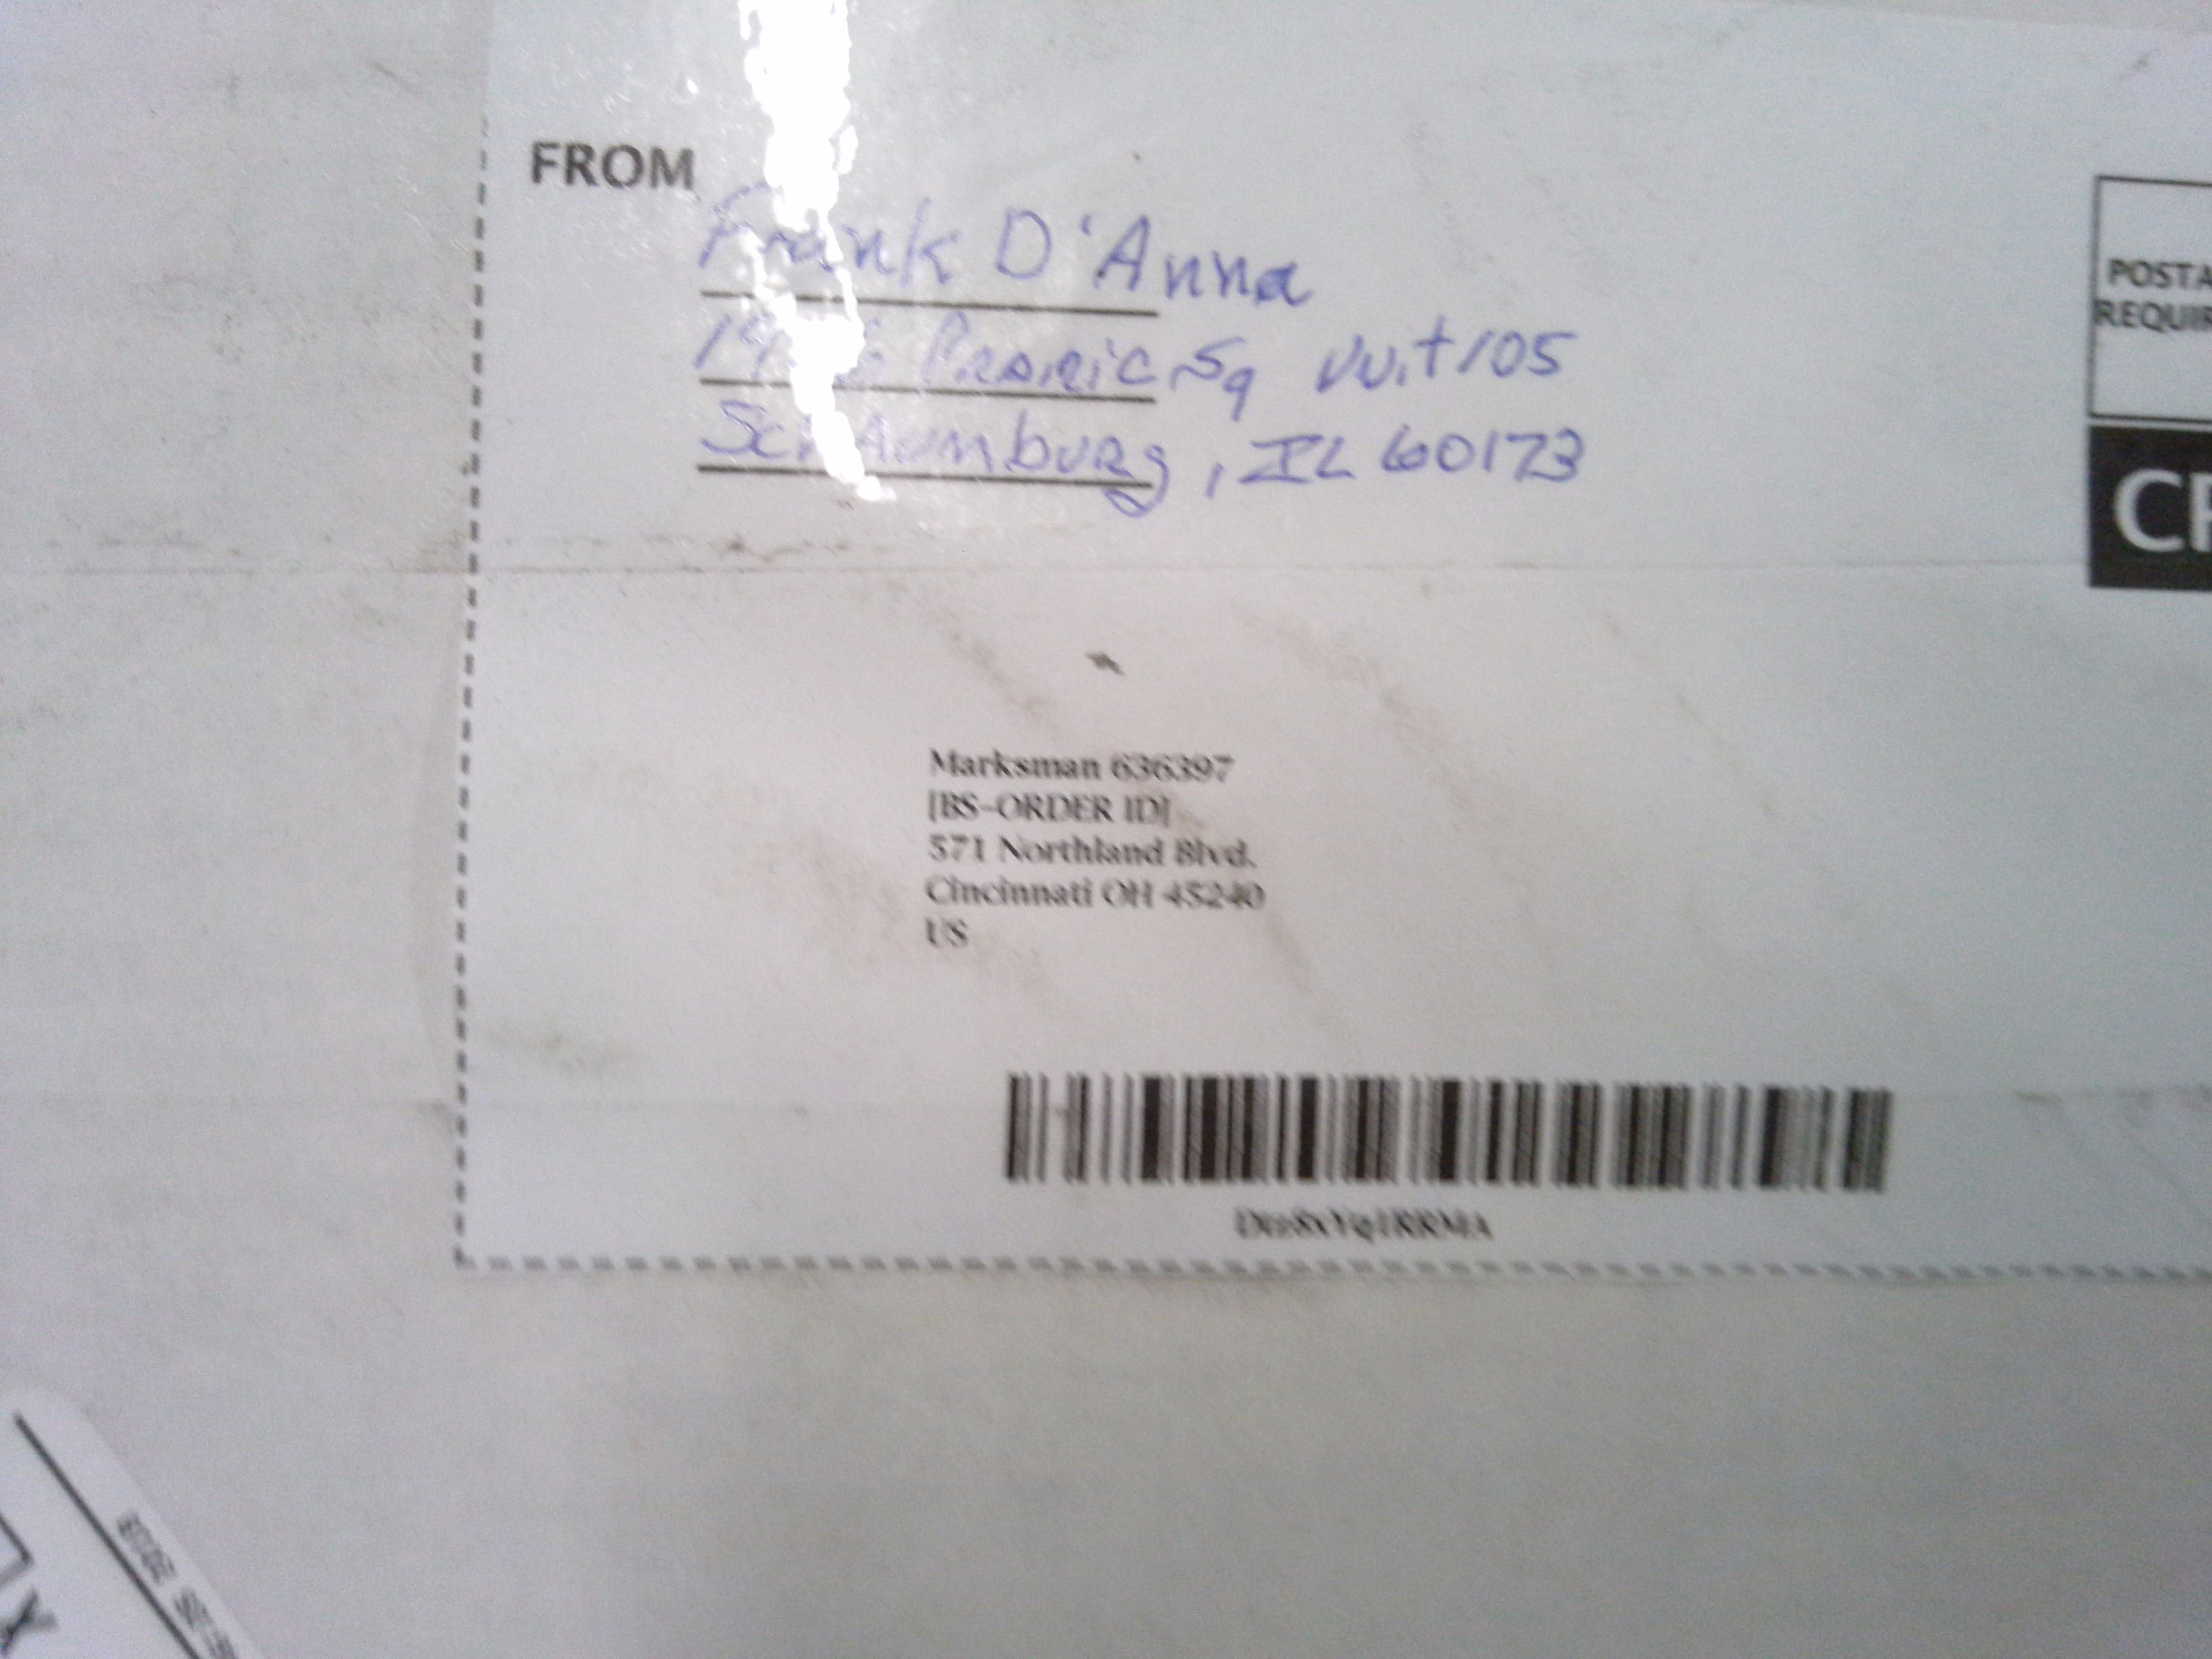 FROM
Frank D'Anna
Prairie Sq Unit 105
Schaumburg, IL 60173
POSTA
REQUIR
Marksman 636397
[BS-ORDER ID]
571 Northland Blvd.
Cincinnati OH 45240
US